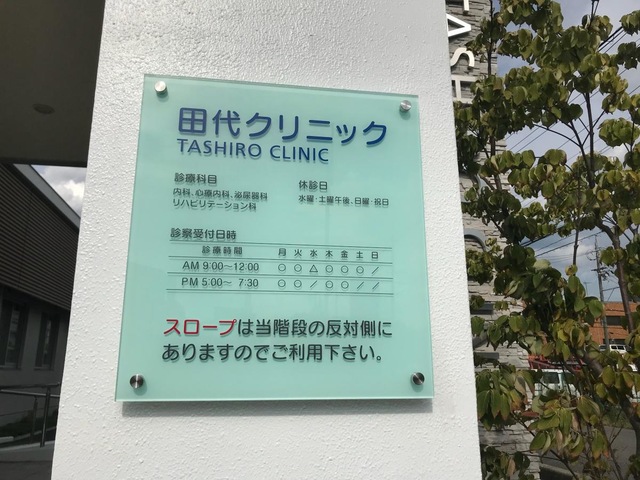 田代クリニック
TASHIRO CLINIC
診療科目
内科、心療内科、泌尿器科
リハビリテーション科
休診日
水曜・土曜午後、日曜・祝日
診察受付日時
診療時間 月 火 水 木 金 土 日
AM 9:00〜12:00 ○ ○ △ ○ ○ ○ ／
PM 5:00〜 7:30 ○ ○ ／ ○ ○ ／ ／
スロープは当階段の反対側に
ありますのでご利用下さい。